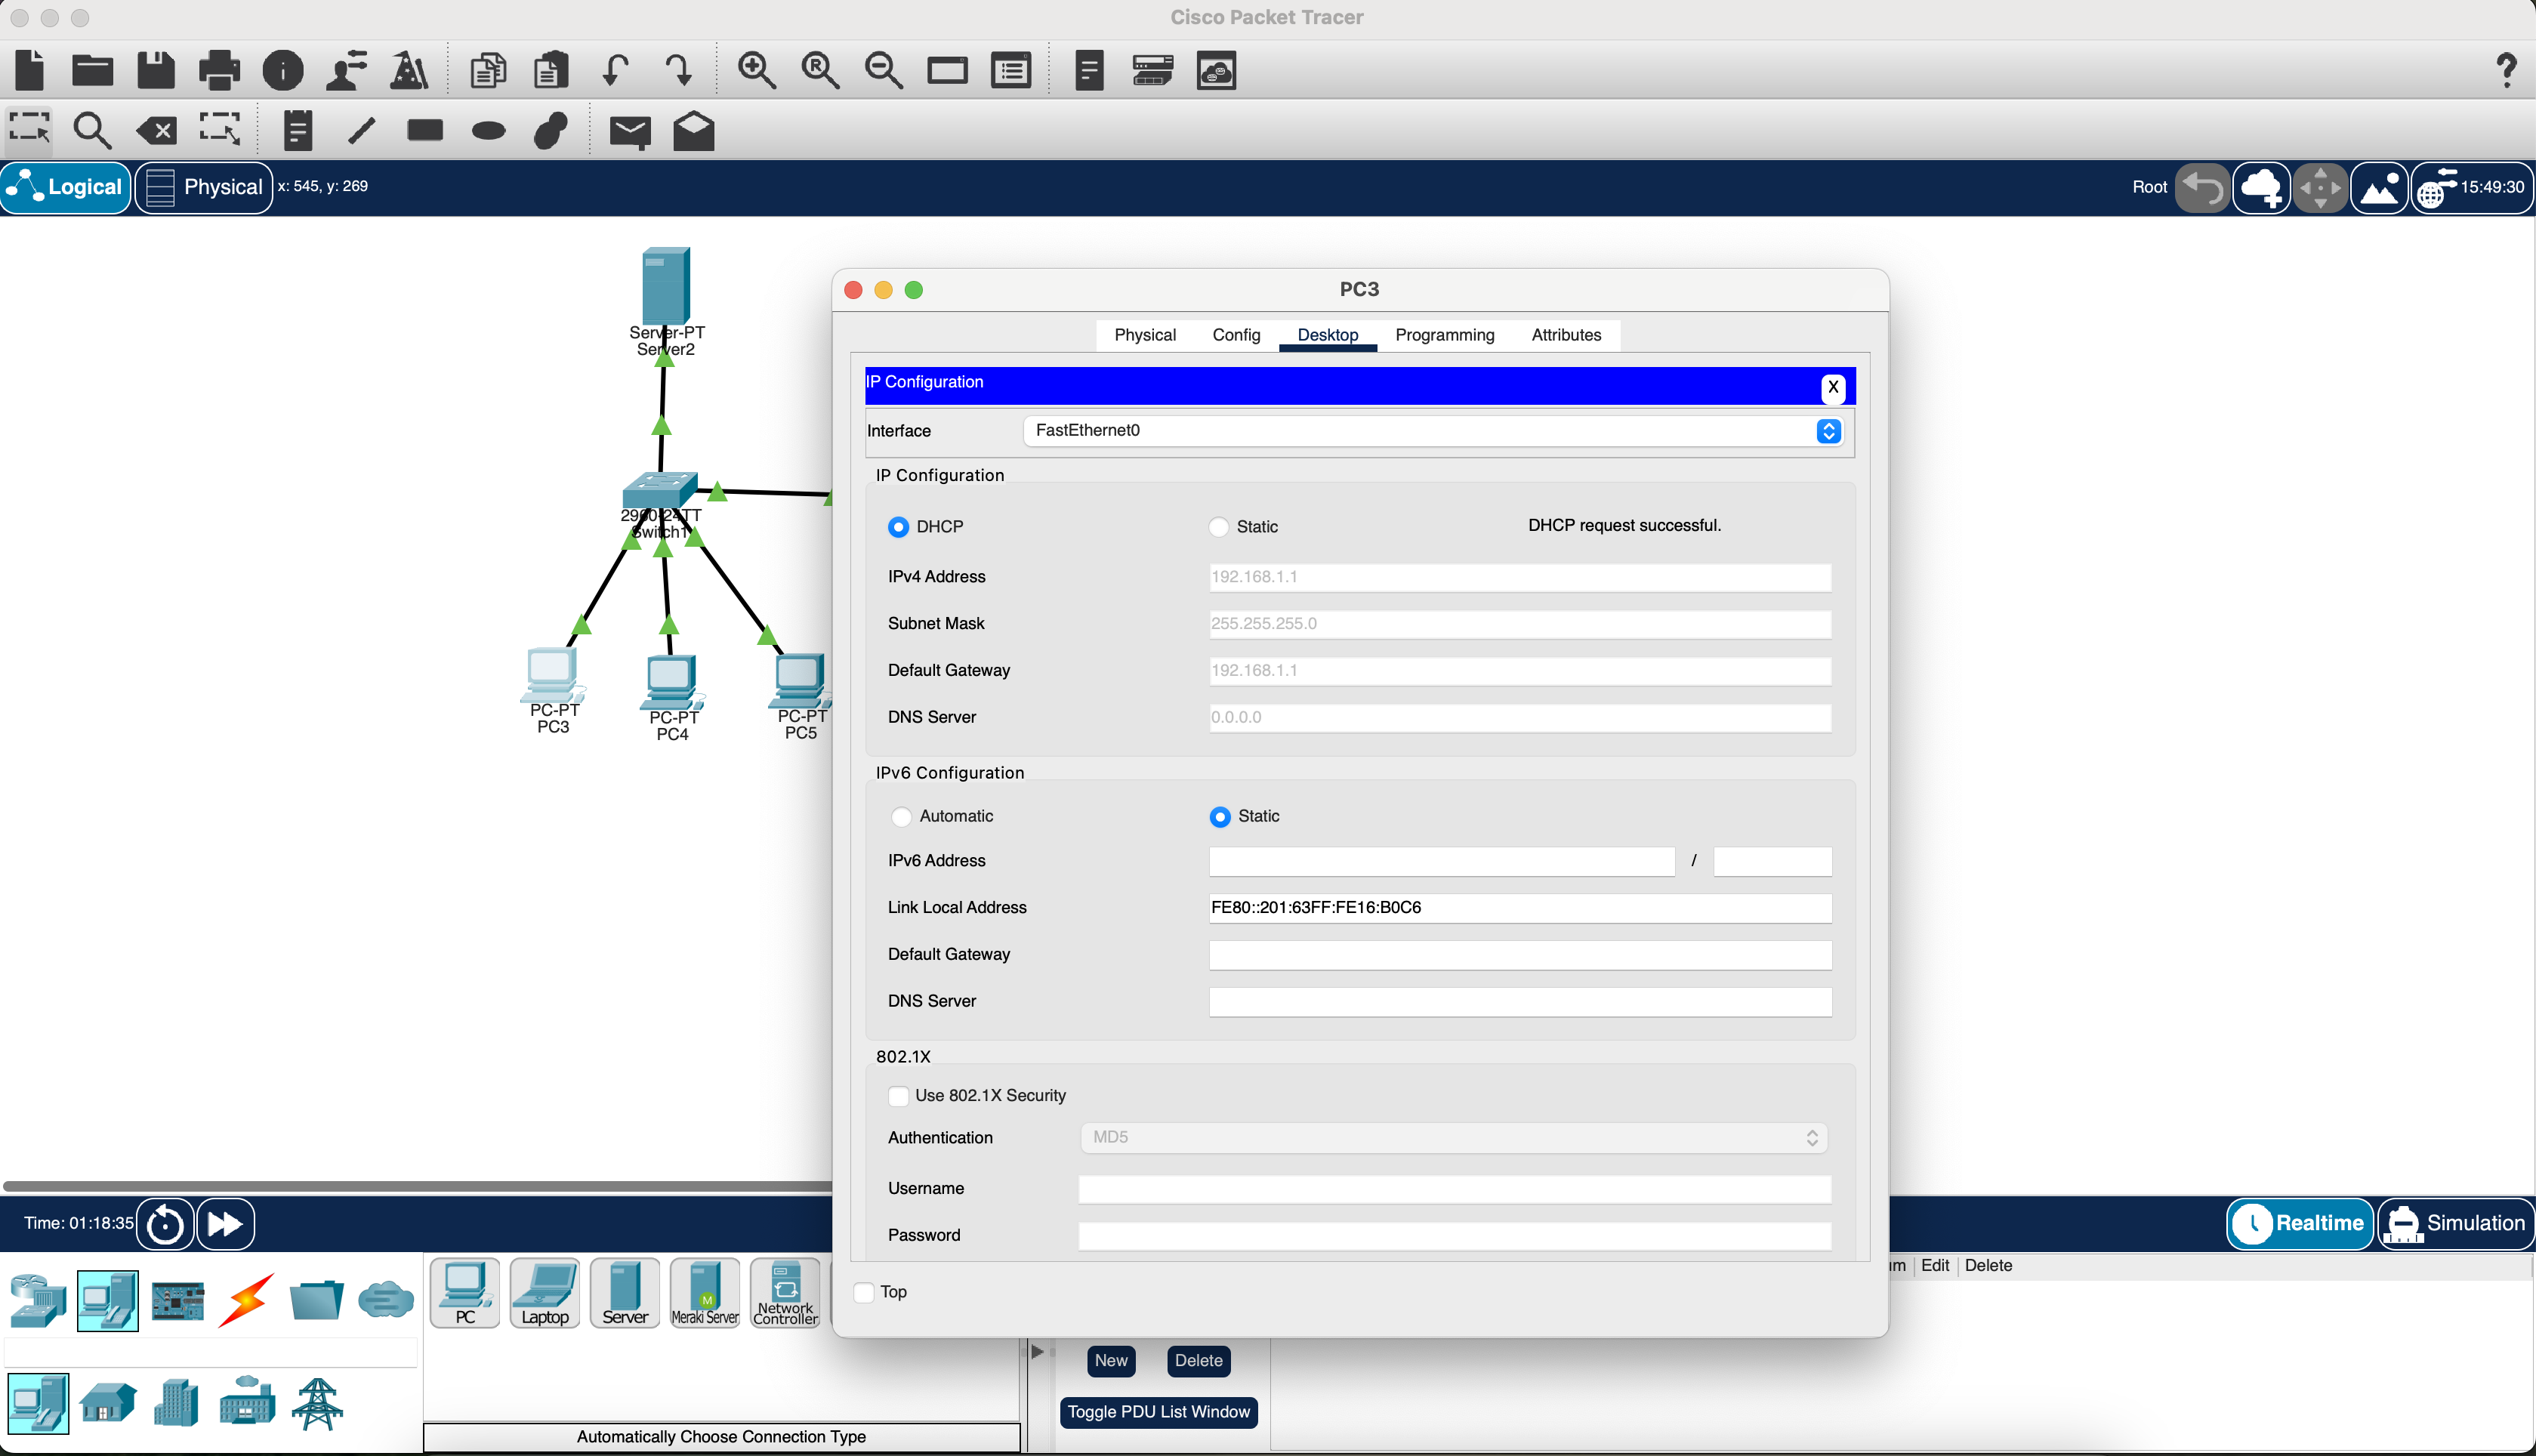 Cisco Packet Tracer
Logical
Physical
x: 545, y: 269
Root
15:49:30
Server-PT
Server2
2960-24TT
Switch1
PC-PT
PC3
PC-PT
PC4
PC-PT
PC5
PC3
Physical
Config
Desktop
Programming
Attributes
IP Configuration
X
Interface
FastEthernet0
IP Configuration
DHCP
Static
DHCP request successful.
IPv4 Address
192.168.1.1
Subnet Mask
255.255.255.0
Default Gateway
192.168.1.1
DNS Server
0.0.0.0
IPv6 Configuration
Automatic
Static
IPv6 Address
/
Link Local Address
FE80::201:63FF:FE16:B0C6
Default Gateway
DNS Server
802.1X
Use 802.1X Security
Authentication
MD5
Username
Password
Top
Time: 01:18:35
Realtime
Simulation
PC
Laptop
Server
Meraki Server
Network
Controller
Edit
Delete
New
Delete
Toggle PDU List Window
Automatically Choose Connection Type